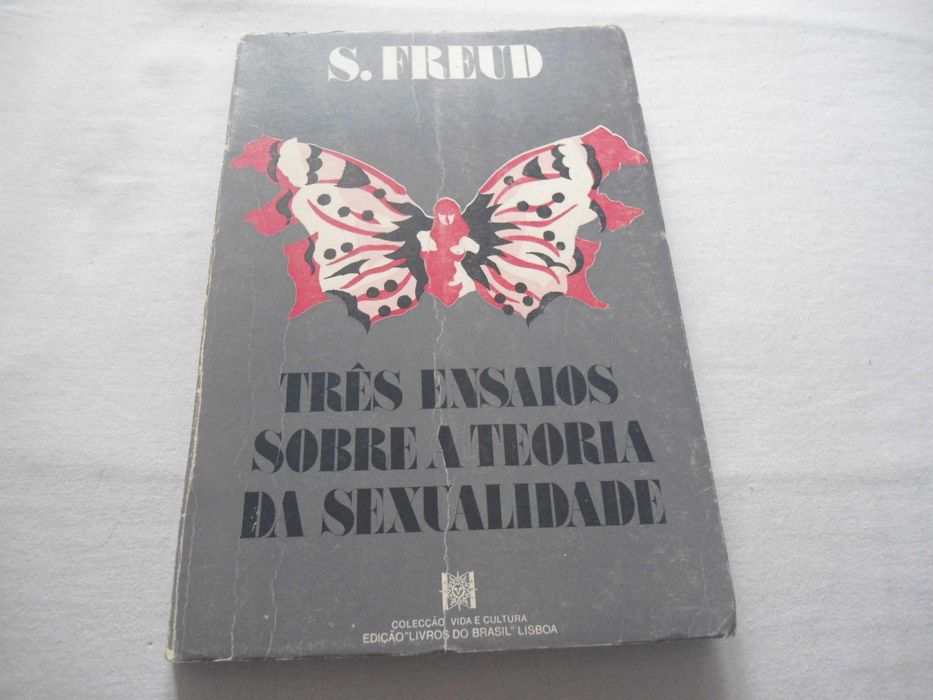 S. FREUD
TRÊS ENSAIOS
SOBRE A TEORIA
DA SEXUALIDADE
COLECÇÃO VIDA E CULTURA
EDIÇÃO "LIVROS DO BRASIL" LISBOA